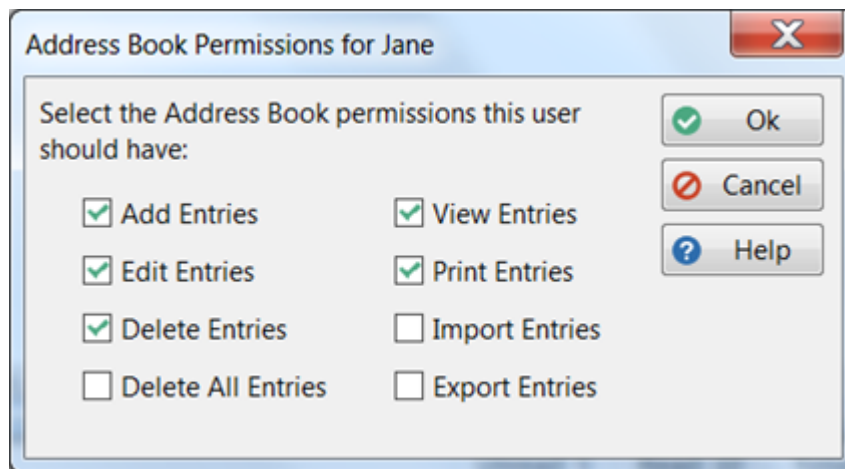 Address Book Permissions for Jane
Select the Address Book permissions this user
should have:
Add Entries
View Entries
Edit Entries
Print Entries
Delete Entries
Import Entries
Delete All Entries
Export Entries
Ok
Cancel
Help